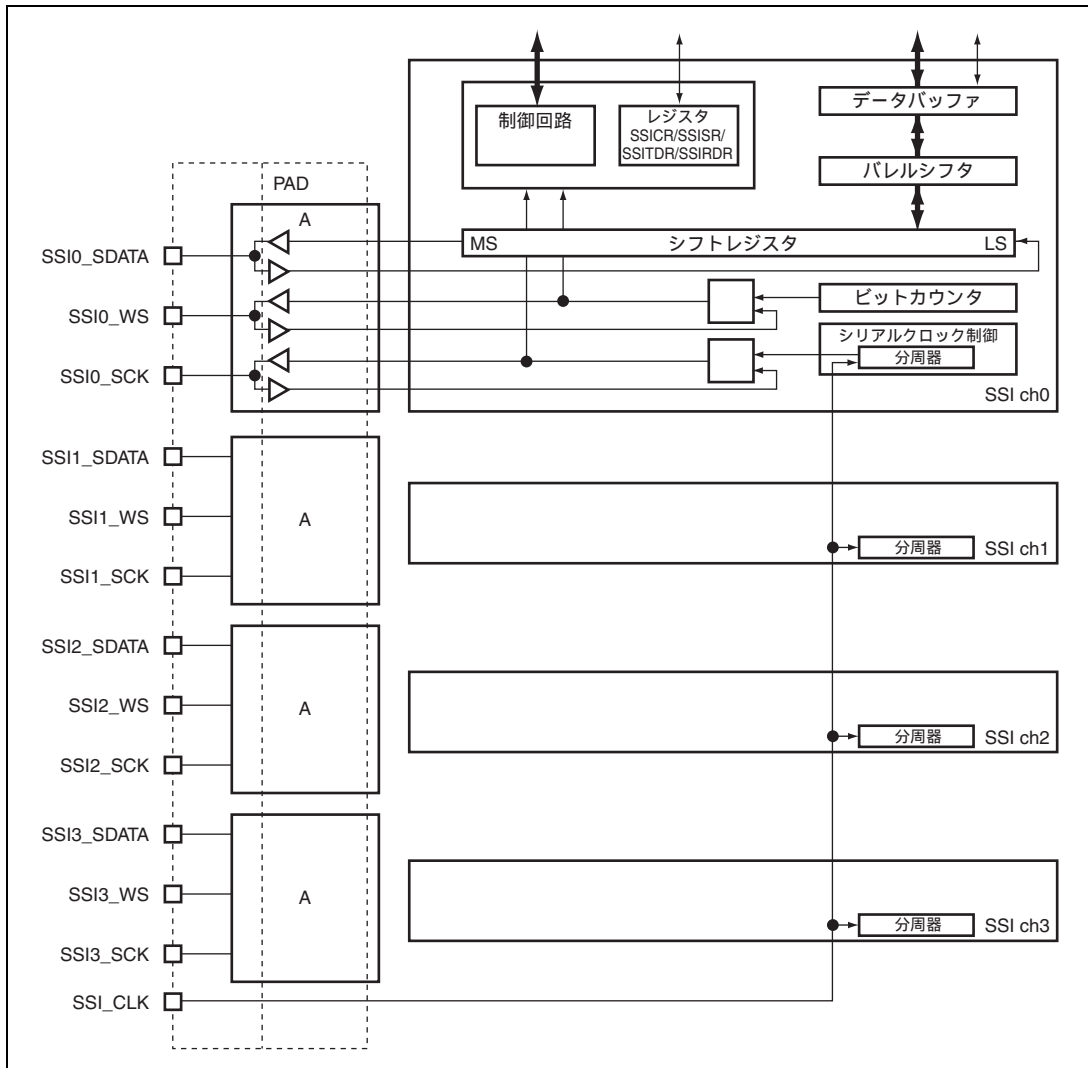 制御回路
レジスタ
SSICR/SSISR/
SSITDR/SSIRDR
データバッファ
バレルシフタ
PAD
A
MS
シフトレジスタ
LS
SSI0_SDATA
SSI0_WS
ビットカウンタ
シリアルクロック制御
分周器
SSI0_SCK
SSI ch0
SSI1_SDATA
SSI1_WS
A
分周器
SSI ch1
SSI1_SCK
SSI2_SDATA
SSI2_WS
A
分周器
SSI ch2
SSI2_SCK
SSI3_SDATA
SSI3_WS
A
分周器
SSI ch3
SSI3_SCK
SSI_CLK